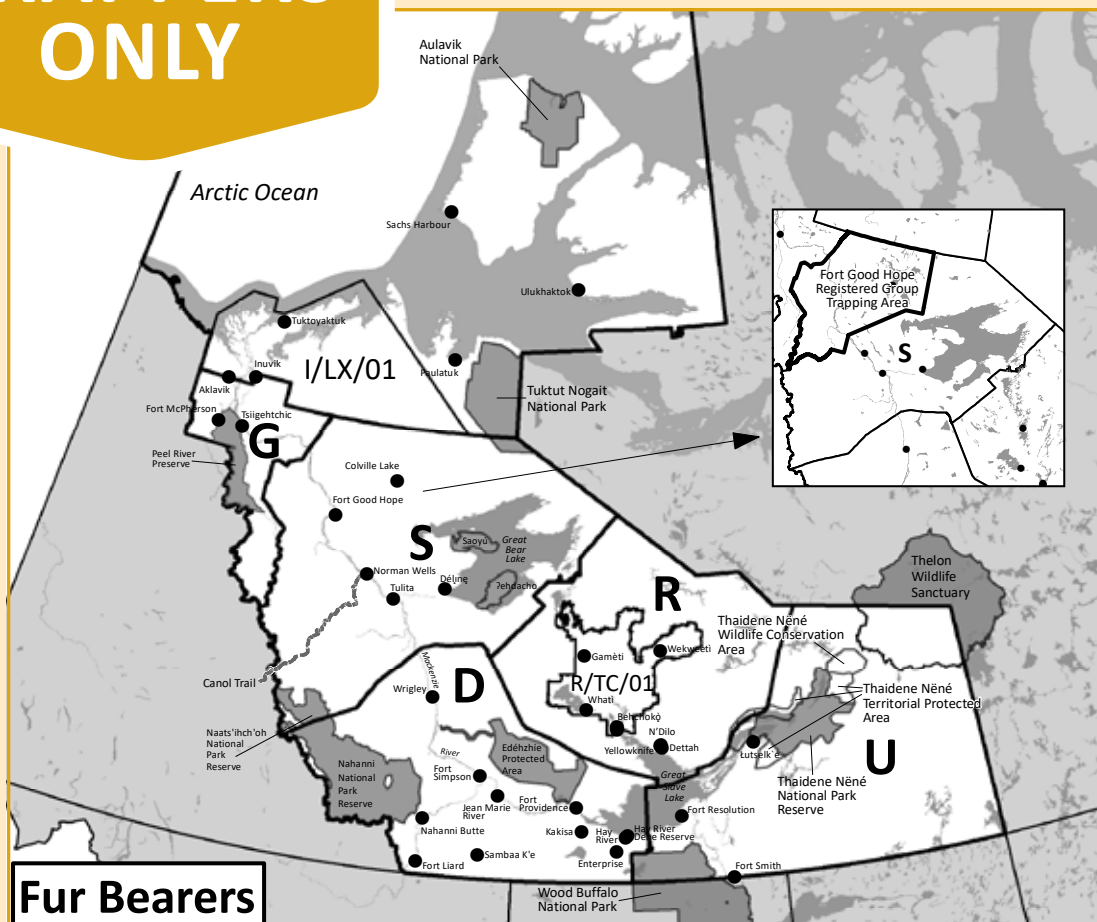 ONLY
Aulavik
National Park
Arctic Ocean
Sachs Harbour
Ulukhaktok
Tuktoyaktuk
Inuvik
I/LX/01
Paulatuk
Aklavik
Tuktut Nogait
National Park
Fort McPherson
Tsiigehtchic
G
Peel River
Preserve
Fort Good Hope
Registered Group
Trapping Area
S
Colville Lake
Fort Good Hope
S
Saoyú
Great
Bear
Lake
Ɂehdacho
Norman Wells
Délı̨nę
Tulita
Canol Trail
R
Thelon
Wildlife
Sanctuary
Thaidene Nëné
Wildlife Conservation
Area
Gamètì
Wekweètì
R/TC/01
Whatì
Behchokǫ̀
N'Dilo
Yellowknife
Dettah
Mackenzie
D
Wrigley
Naats'ihch'oh
National
Park
Reserve
Nahanni
National
Park
Reserve
River
Edéhzhíe
Protected
Area
Thaidene Nëné
Territorial Protected
Area
Łutselk'e
U
Thaidene Nëné
National Park
Reserve
Great
Slave
Lake
Fort
Simpson
Jean Marie
River
Fort
Providence
Fort Resolution
Nahanni Butte
Kakisa
Hay
River
Hay River
Dene Reserve
Sambaa K'e
Enterprise
Fort Liard
Fort Smith
Wood Buffalo
National Park
Fur Bearers